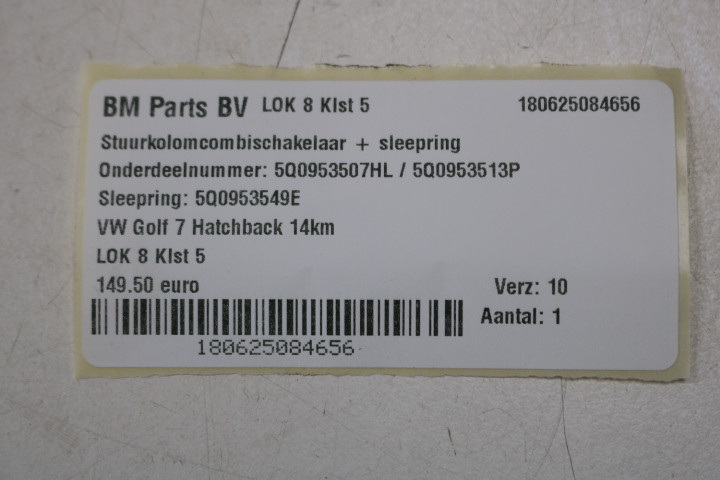 BM Parts BV LOK 8 Klst 5 180625084656
Stuurkolomcombischakelaar + sleepring
Onderdeelnummer: 5Q0953507HL / 5Q0953513P
Sleepring: 5Q0953549E
VW Golf 7 Hatchback 14km
LOK 8 Klst 5
149.50 euro Verz: 10
Aantal: 1
180625084656